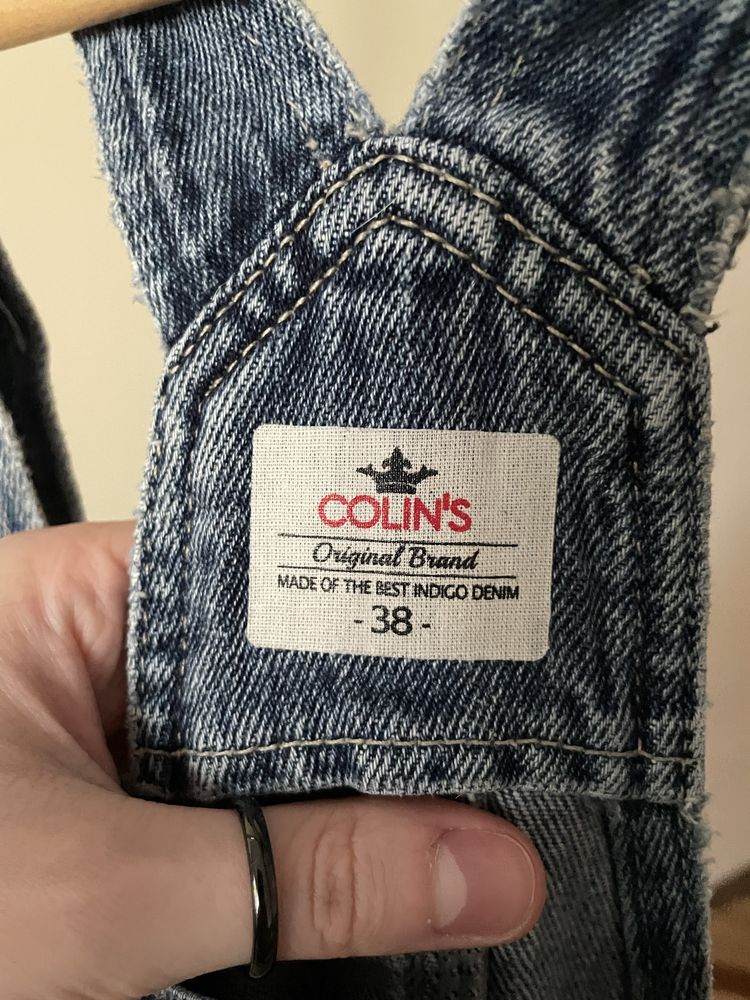 COLIN'S
Original Brand
MADE OF THE BEST INDIGO DENIM
- 38 -